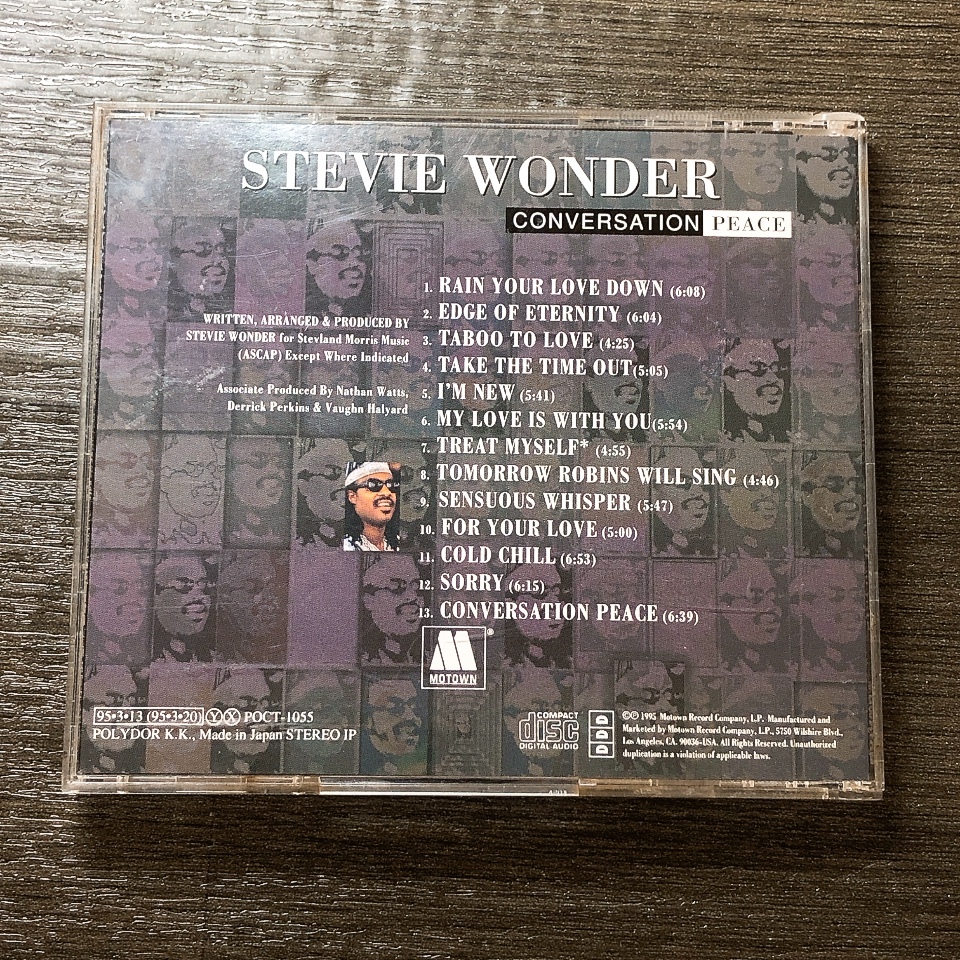 STEVIE WONDER
CONVERSATION PEACE
WRITTEN, ARRANGED & PRODUCED BY
STEVIE WONDER for Stevland Morris Music
(ASCAP) Except Where Indicated
Associate Produced By Nathan Watts,
Derrick Perkins & Vaughn Halyard
1. RAIN YOUR LOVE DOWN (6:08)
2. EDGE OF ETERNITY (6:04)
3. TABOO TO LOVE (4:25)
4. TAKE THE TIME OUT(5:05)
5. I'M NEW (5:41)
6. MY LOVE IS WITH YOU(5:54)
7. TREAT MYSELF* (4:55)
8. TOMORROW ROBINS WILL SING (4:46)
9. SENSUOUS WHISPER (5:47)
10. FOR YOUR LOVE (5:00)
11. COLD CHILL (6:53)
12. SORRY (6:15)
13. CONVERSATION PEACE (6:39)
M®
MOTOWN
95•3•13 (95•3•20) Ⓨ Ⓧ POCT-1055
POLYDOR K.K., Made in Japan STEREO IP
COMPACT
disc
DIGITAL AUDIO
DDD
©℗ 1995 Motown Record Company, L.P. Manufactured and
Marketed by Motown Record Company, L.P., 5750 Wilshire Blvd.,
Los Angeles, CA. 90036-USA. All Rights Reserved. Unauthorized
duplication is a violation of applicable laws.